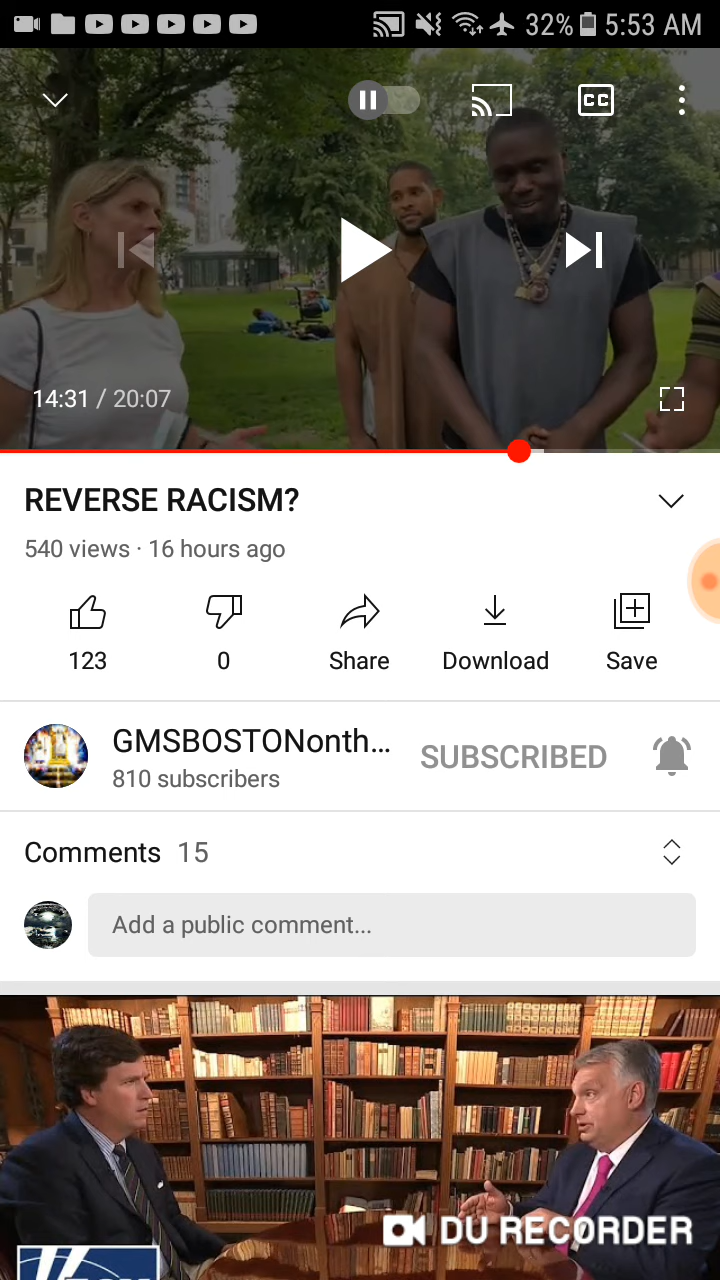 32% 5:53 AM
CC
14:31 / 20:07
REVERSE RACISM?
540 views · 16 hours ago
123
0
Share
Download
Save
GMSBOSTONonth...
810 subscribers
SUBSCRIBED
Comments 15
Add a public comment...
DU RECORDER